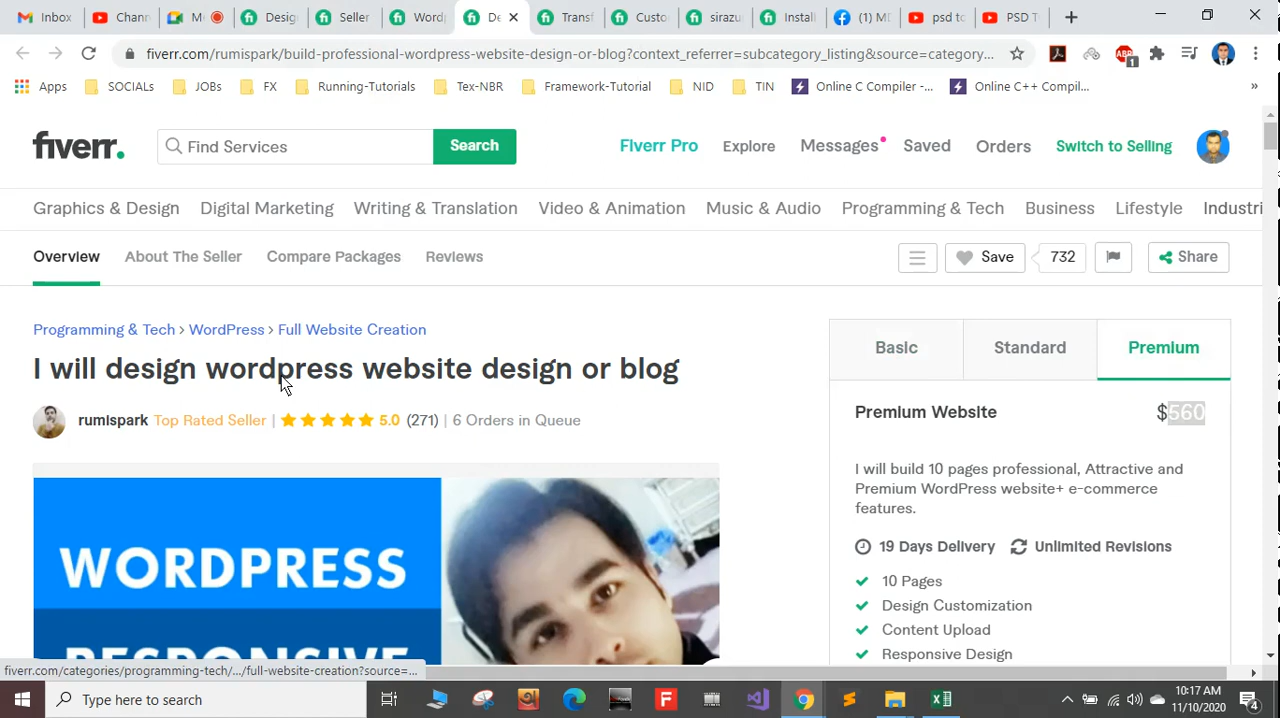 Inbox
Chann
M
Desig
Seller
Word
De
Transf
Custo
sirazu
Install
(1) MD
psd to
PSD T
fiverr.com/rumispark/build-professional-wordpress-website-design-or-blog?context_referrer=subcategory_listing&source=category...
ABP
1
Apps
SOCIALs
JOBs
FX
Running-Tutorials
Tex-NBR
Framework-Tutorial
NID
TIN
Online C Compiler -...
Online C++ Compil...
»
fiverr.
Find Services
Search
Fiverr Pro
Explore
Messages
Saved
Orders
Switch to Selling
Graphics & Design
Digital Marketing
Writing & Translation
Video & Animation
Music & Audio
Programming & Tech
Business
Lifestyle
Industri
Overview
About The Seller
Compare Packages
Reviews
Save
732
Share
Programming & Tech > WordPress > Full Website Creation
I will design wordpress website design or blog
rumispark Top Rated Seller | 5.0 (271) | 6 Orders in Queue
WORDPRESS
RESPONSIVE
Basic
Standard
Premium
Premium Website
$560
I will build 10 pages professional, Attractive and
Premium WordPress website+ e-commerce
features.
19 Days Delivery
Unlimited Revisions
10 Pages
Design Customization
Content Upload
Responsive Design
fiverr.com/categories/programming-tech/.../full-website-creation?source=...
Type here to search
10:17 AM
11/10/2020
4